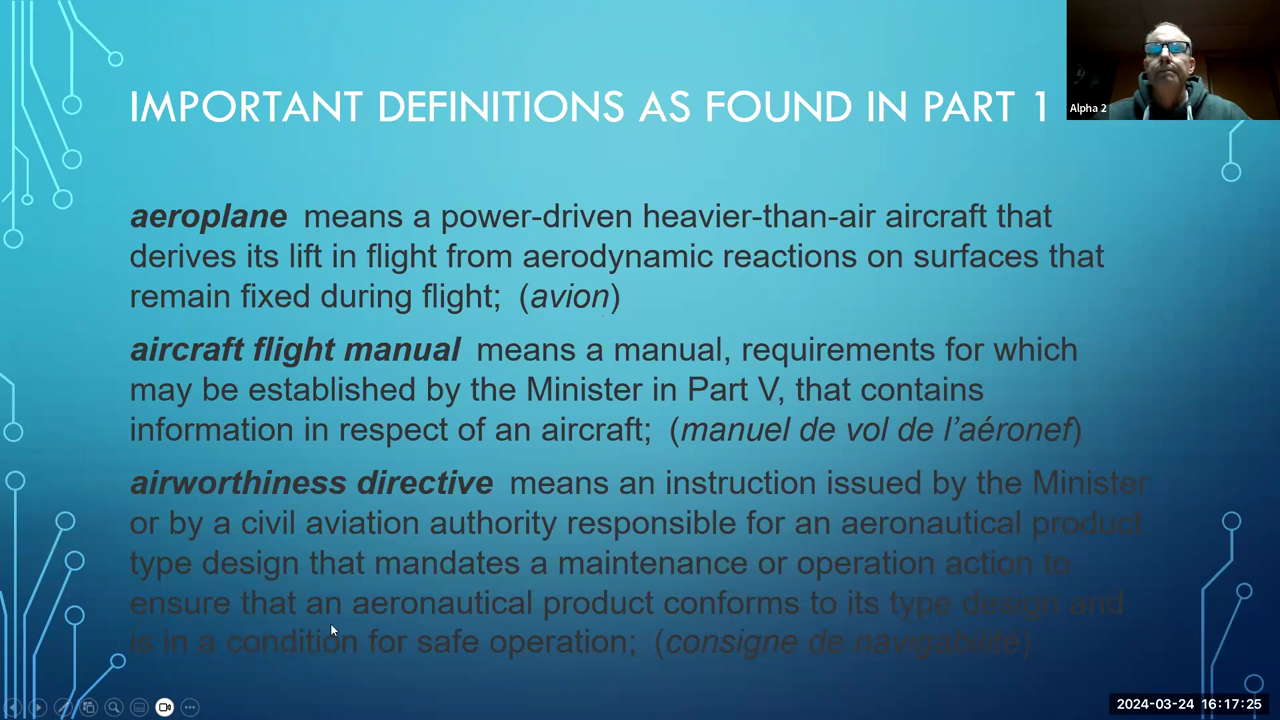 IMPORTANT DEFINITIONS AS FOUND IN PART 1
Alpha 2
aeroplane means a power-driven heavier-than-air aircraft that
derives its lift in flight from aerodynamic reactions on surfaces that
remain fixed during flight; (avion)
aircraft flight manual means a manual, requirements for which
may be established by the Minister in Part V, that contains
information in respect of an aircraft; (manuel de vol de l’aéronef)
airworthiness directive means an instruction issued by the Minister
or by a civil aviation authority responsible for an aeronautical product
type design that mandates a maintenance or operation action to
ensure that an aeronautical product conforms to its type design and
is in a condition for safe operation; (consigne de navigabilité)
2024-03-24 16:17:25